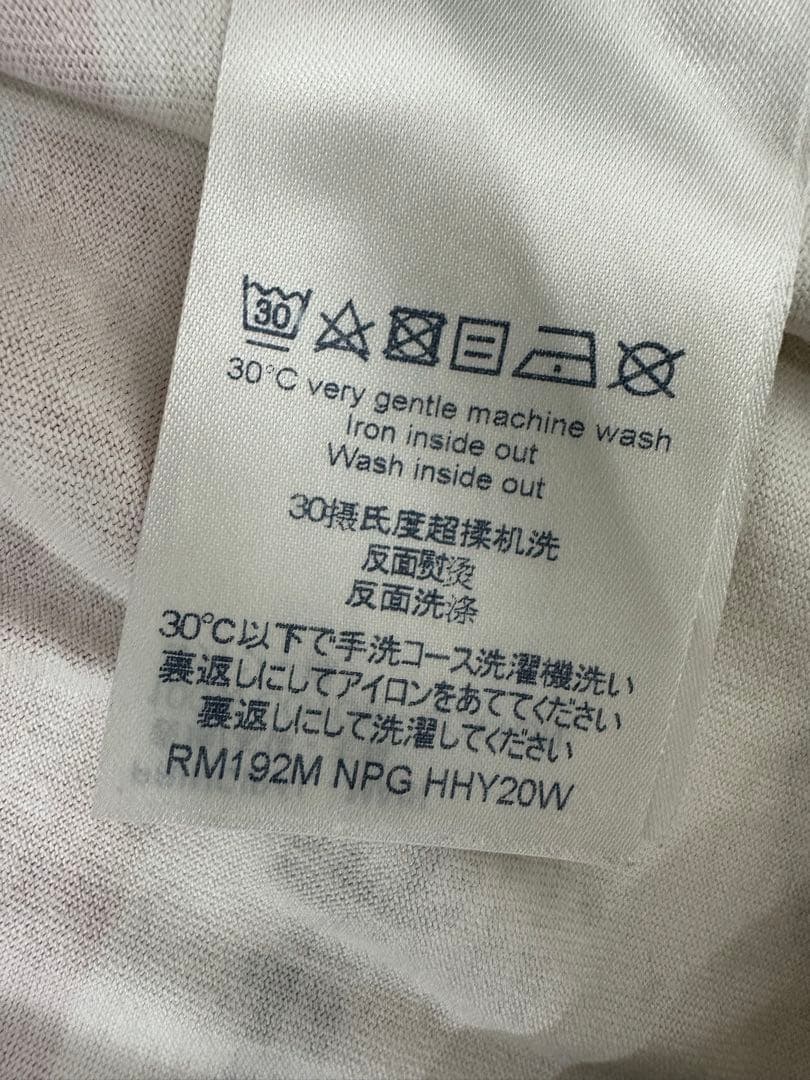 30
30°C very gentle machine wash
Iron inside out
Wash inside out
30摄氏度超揉机洗
反面熨烫
反面洗涤
30℃以下で手洗コース洗濯機洗い
裏返しにしてアイロンをあててください
裏返しにして洗濯してください
RM192M NPG HHY20W